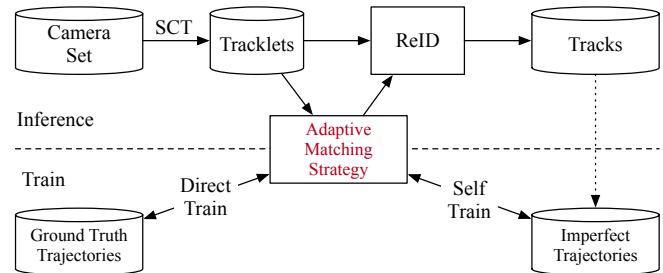 Camera
Set
SCT
Tracklets
ReID
Tracks
Inference
Adaptive
Matching
Strategy
Train
Direct
Train
Self
Train
Ground Truth
Trajectories
Imperfect
Trajectories